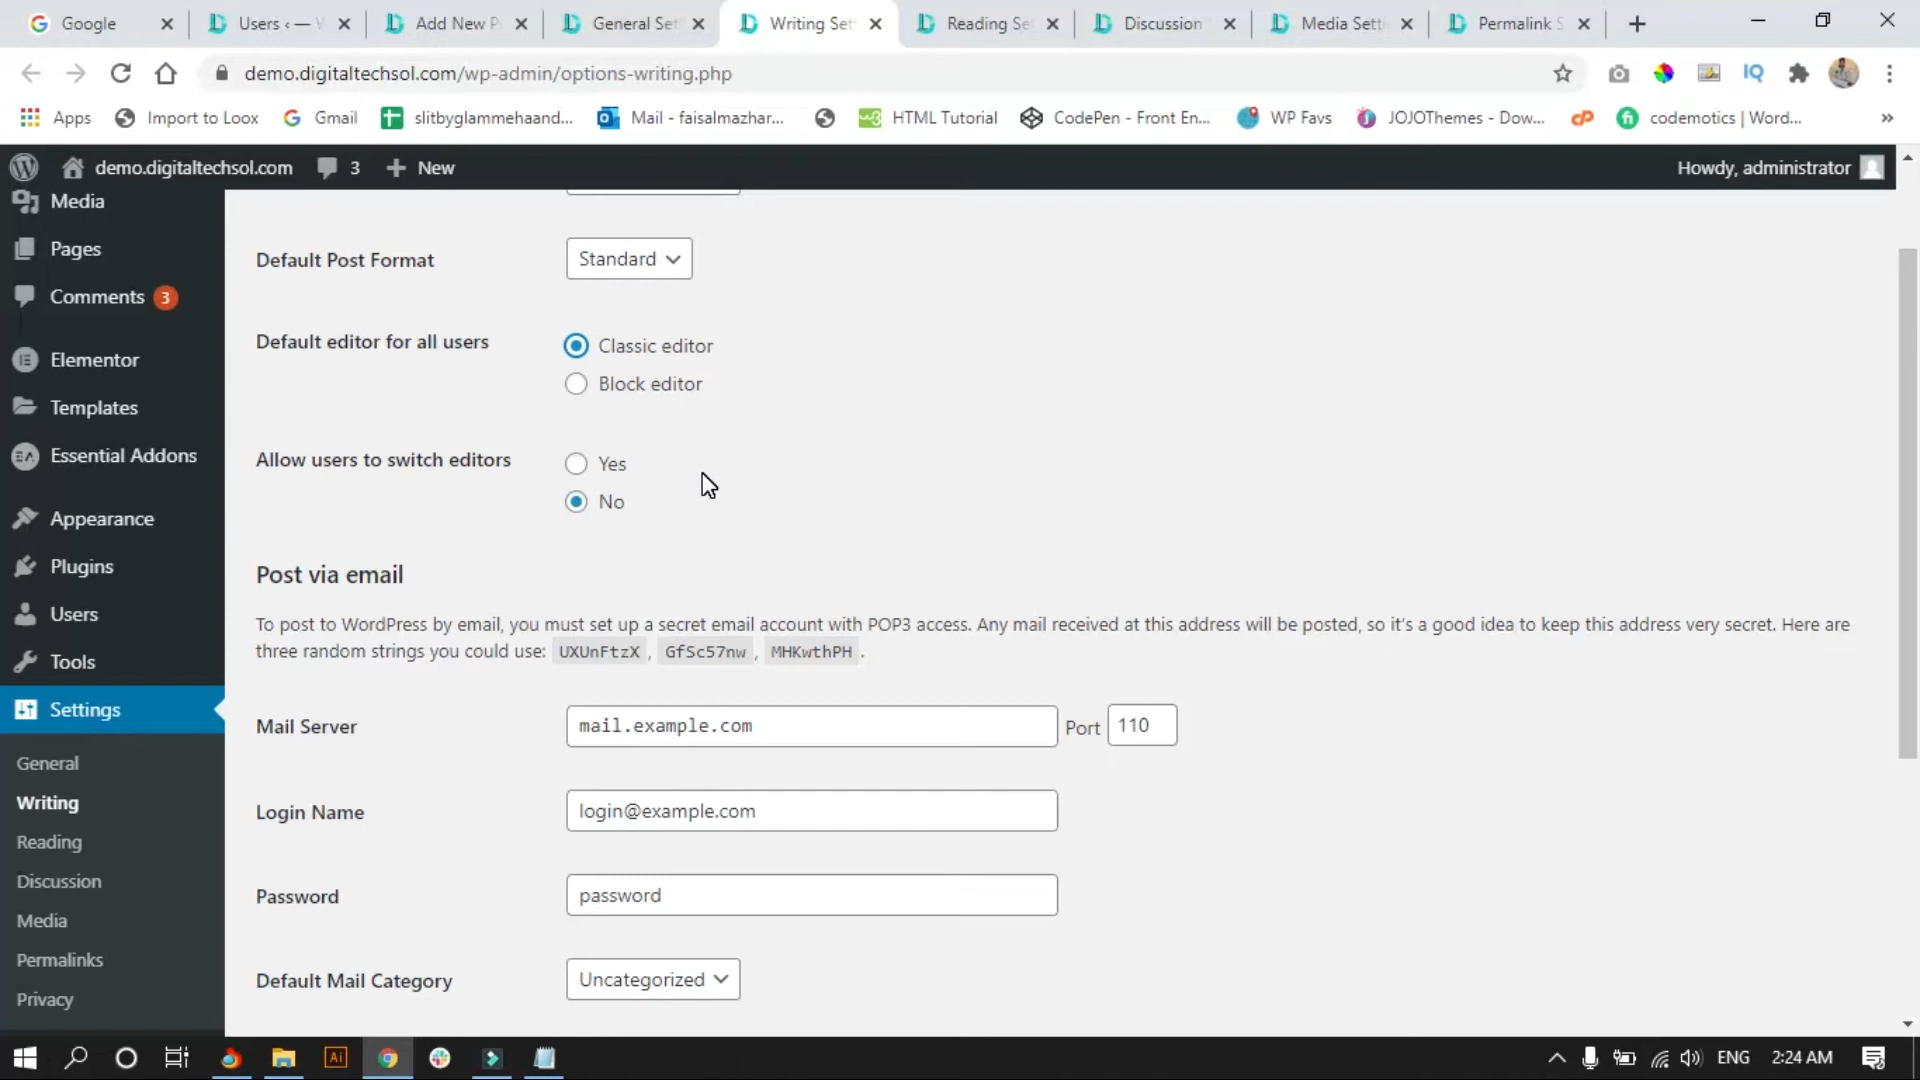 Google
Users ‹ — W
Add New P
General Set
Writing Set
Reading Se
Discussion
Media Setti
Permalink S
demo.digitaltechsol.com/wp-admin/options-writing.php
IQ
Apps
Import to Loox
Gmail
slitbyglammehaand...
Mail - faisalmazhar...
HTML Tutorial
CodePen - Front En...
WP Favs
JOJOThemes - Dow...
cP
codemotics | Word...
»
demo.digitaltechsol.com
3
New
Howdy, administrator
Media
Pages
Comments 3
Elementor
Templates
Essential Addons
Appearance
Plugins
Users
Tools
Settings
General
Writing
Reading
Discussion
Media
Permalinks
Privacy
Default Post Format
Standard
Default editor for all users
Classic editor
Block editor
Allow users to switch editors
Yes
No
Post via email
To post to WordPress by email, you must set up a secret email account with POP3 access. Any mail received at this address will be posted, so it's a good idea to keep this address very secret. Here are
three random strings you could use: UXUnFtzX , GfSc57nw , MHKwthPH .
Mail Server
mail.example.com
Port 110
Login Name
login@example.com
Password
password
Default Mail Category
Uncategorized
Ai
ENG
2:24 AM